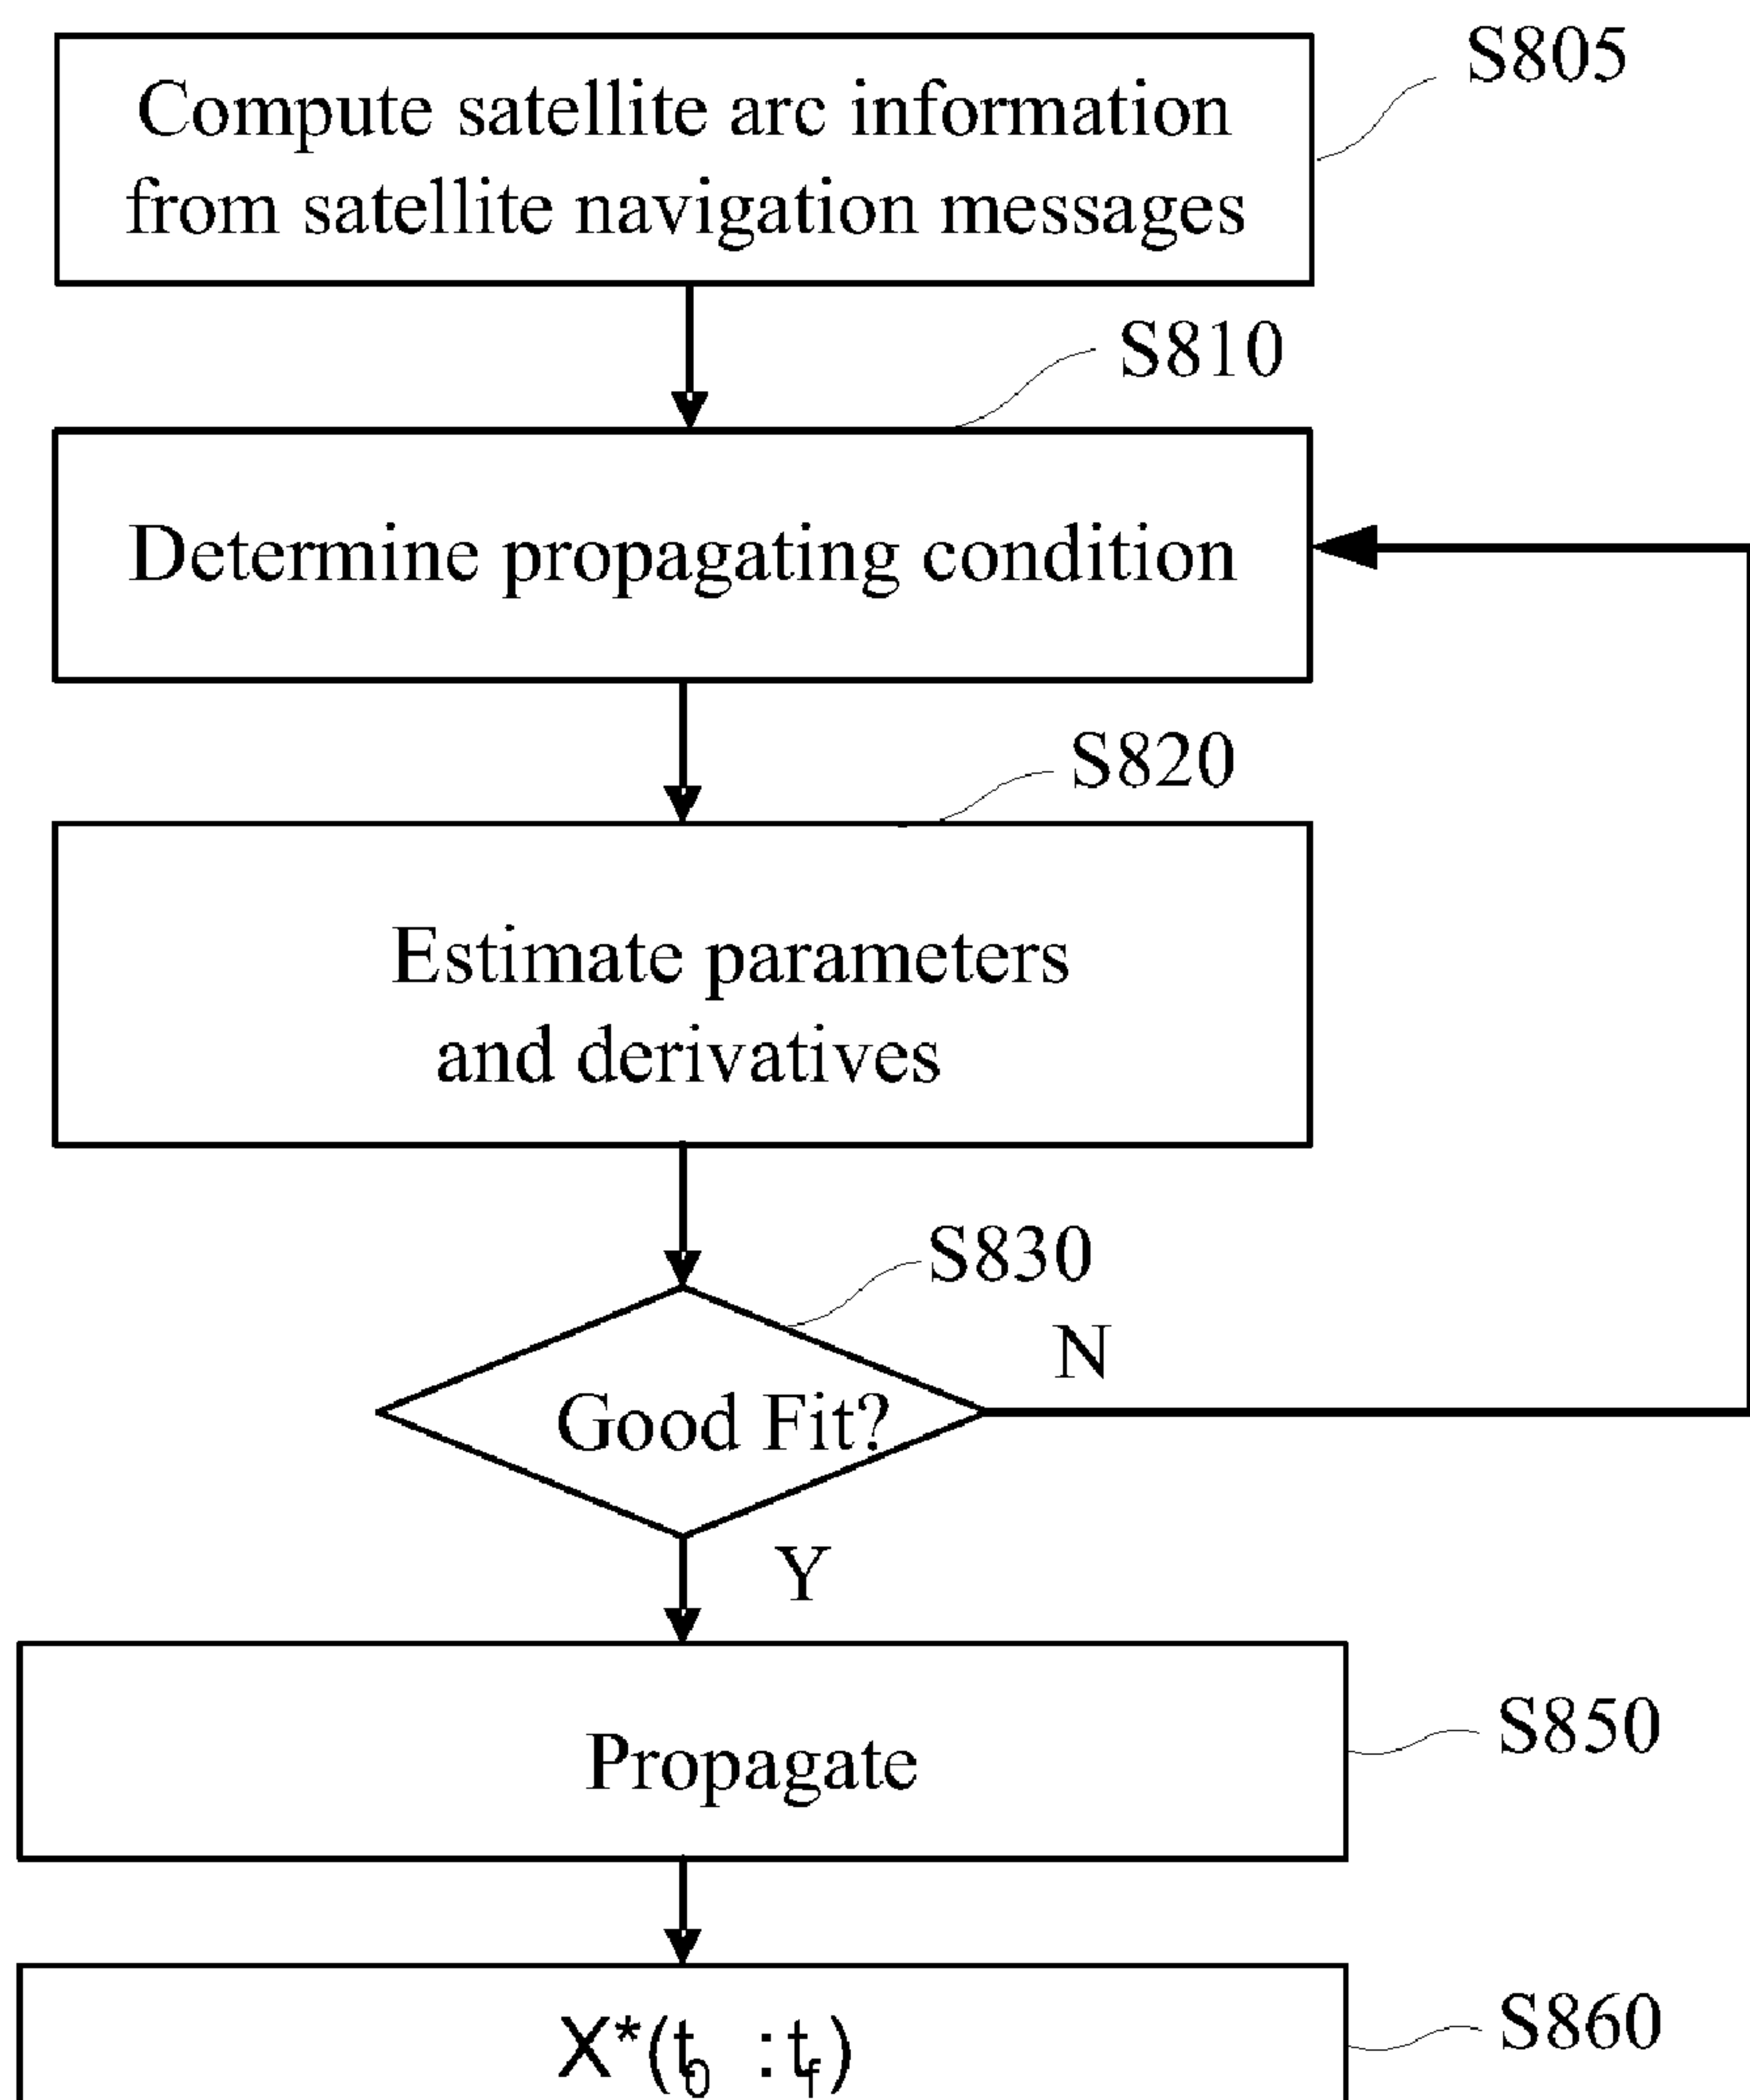 S805
Compute satellite arc information
from satellite navigation messages
S810
Determine propagating condition
S820
Estimate parameters
and derivatives
S830
N
Good Fit?
Y
S850
Propagate
S860
X*(t₀ :t_f)